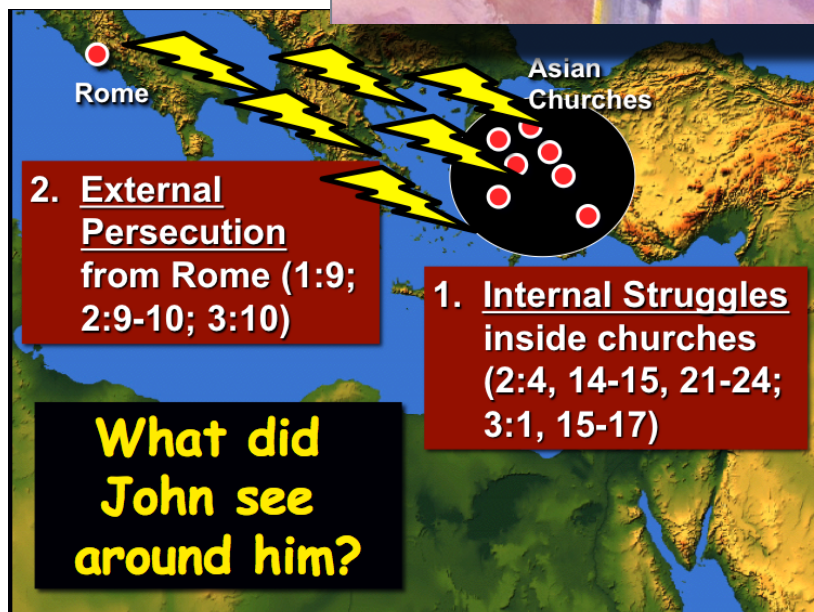 Rome
Asian
Churches
2. External
Persecution
from Rome (1:9;
2:9-10; 3:10)
1. Internal Struggles
inside churches
(2:4, 14-15, 21-24;
3:1, 15-17)
What did
John see
around him?